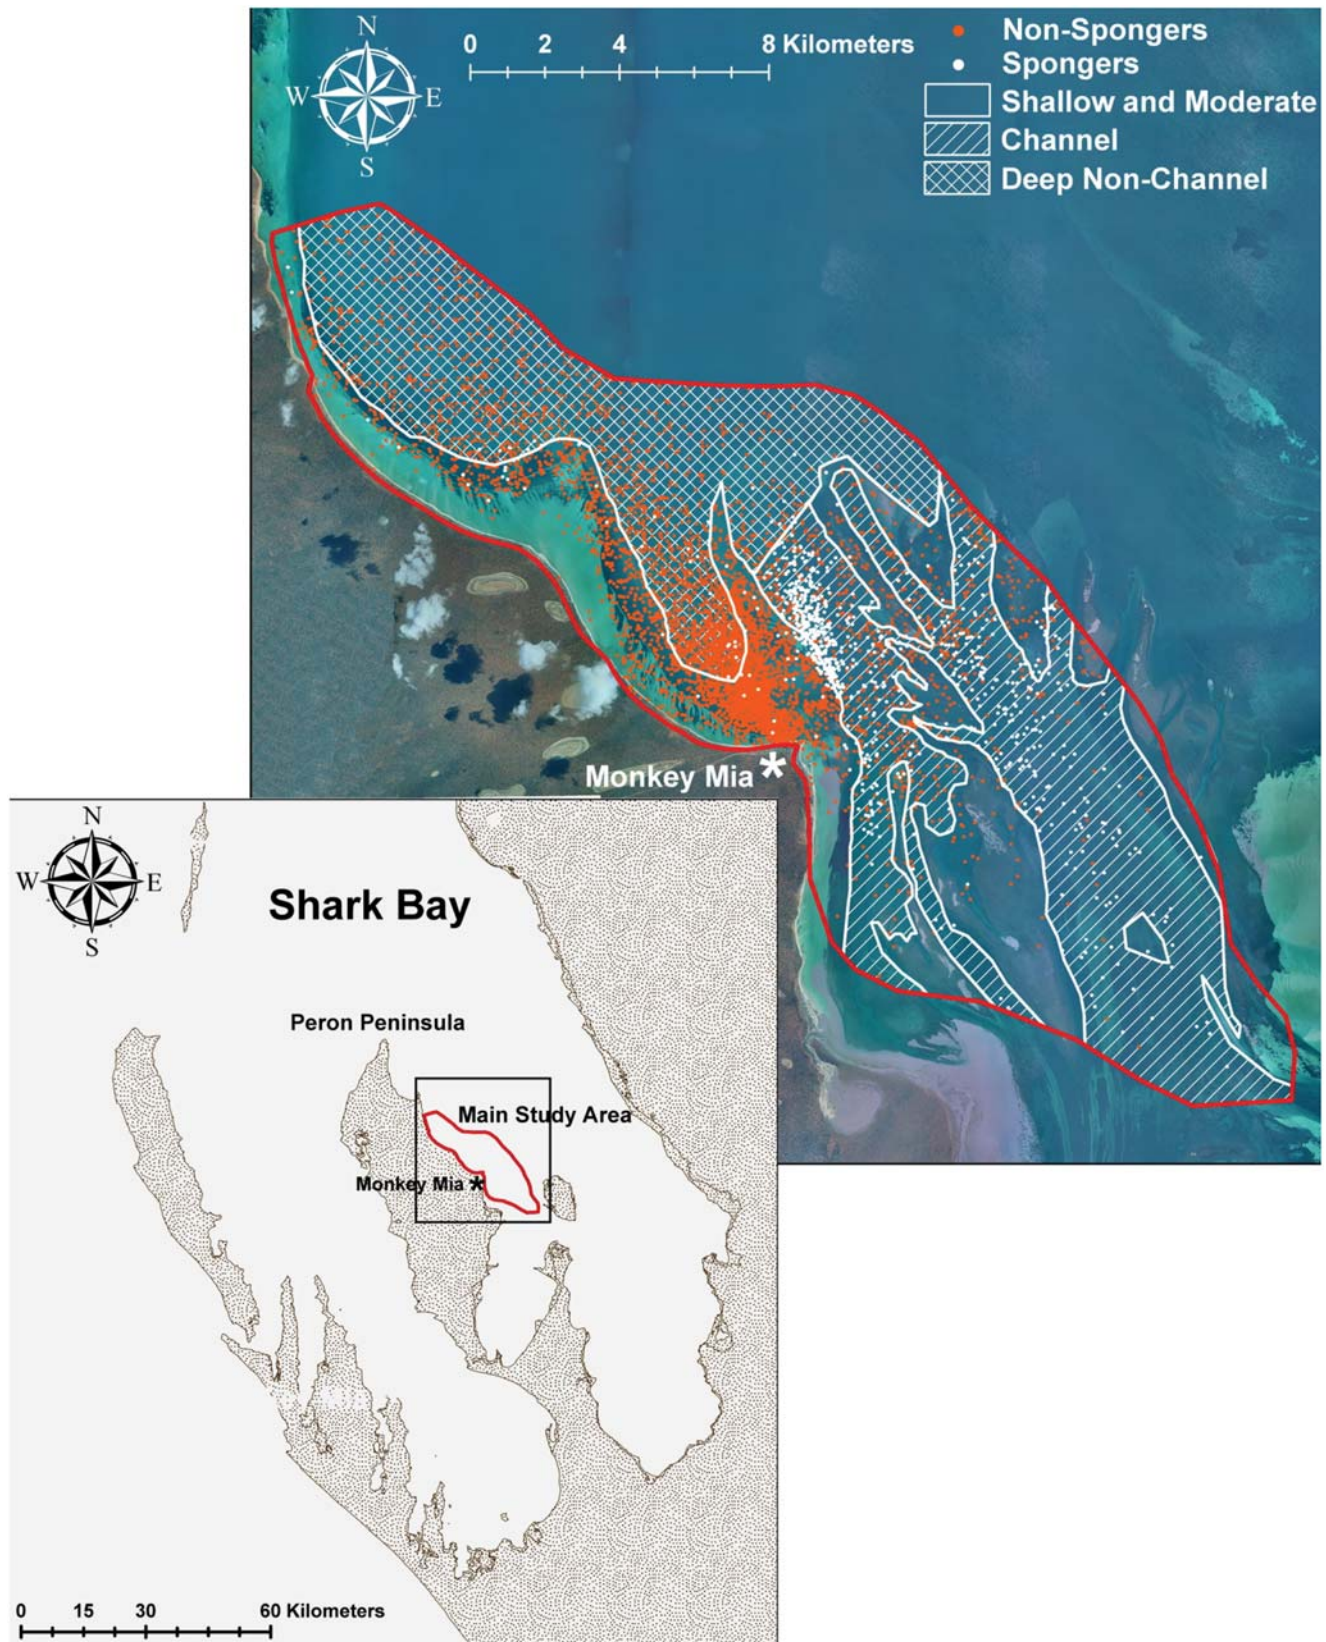 N
W E
S
0 2 4 8 Kilometers
Non-Spongers
Spongers
Shallow and Moderate
Channel
Deep Non-Channel
Monkey Mia *
N
W E
S
Shark Bay
Peron Peninsula
Main Study Area
Monkey Mia *
0 15 30 60 Kilometers